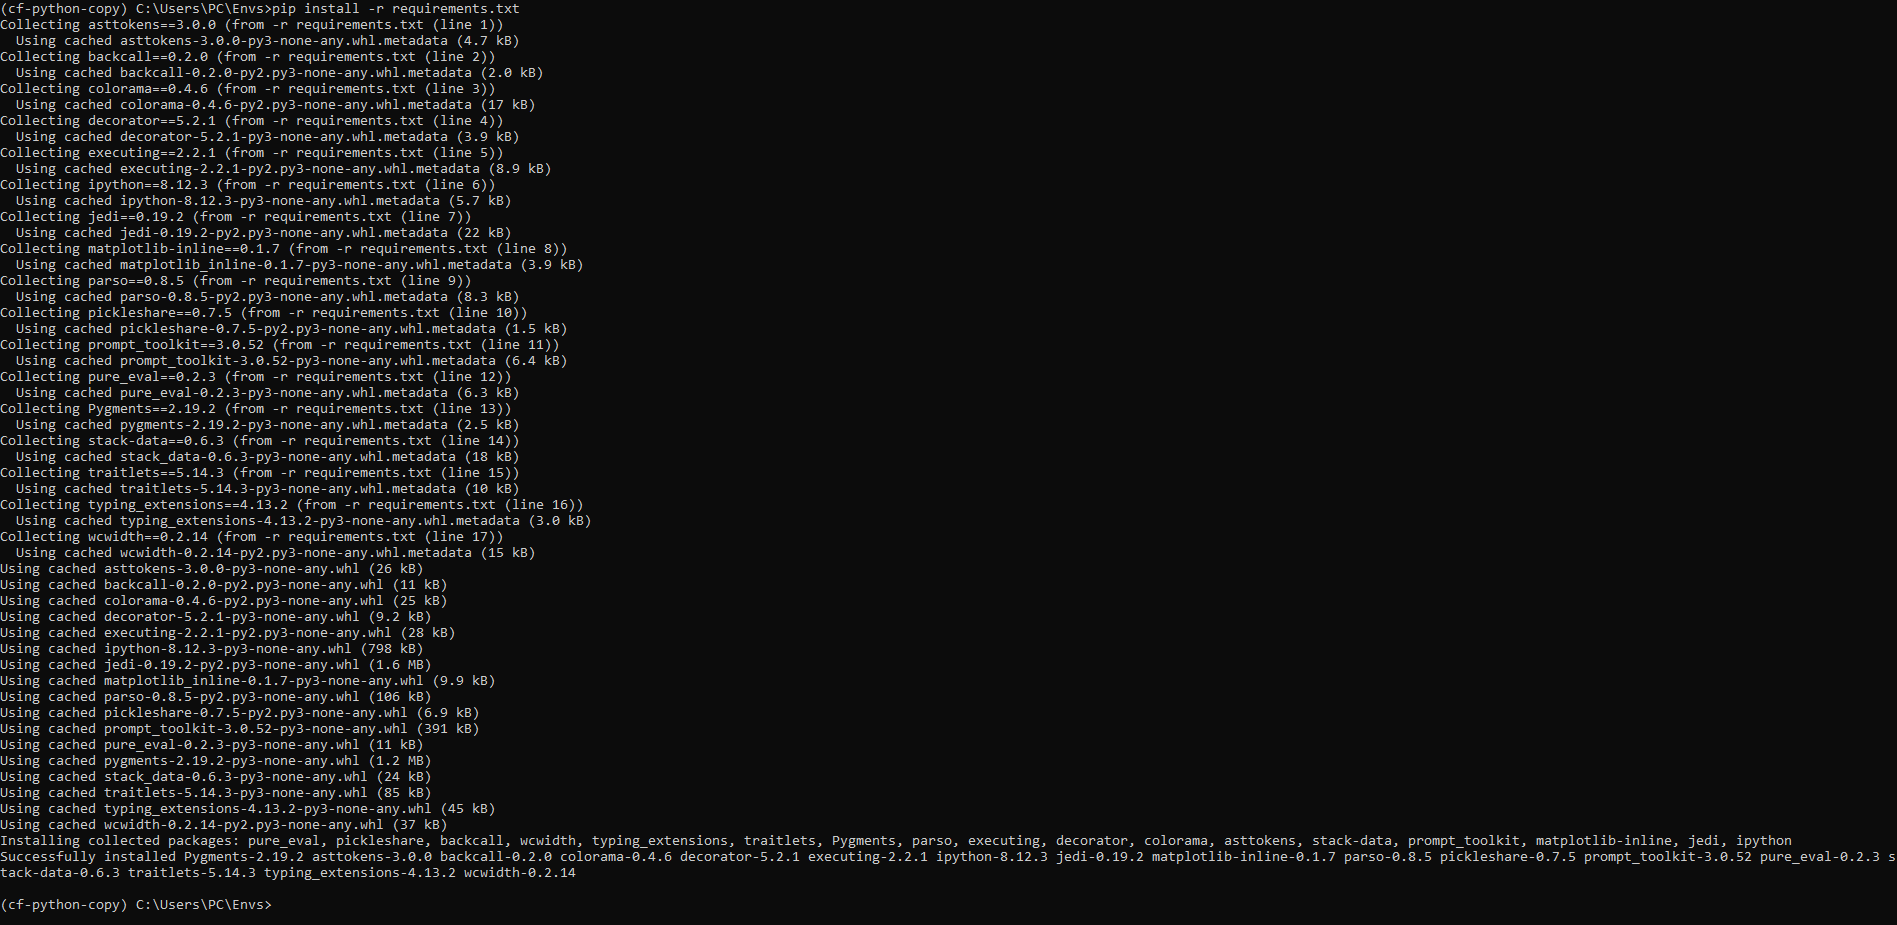 (cf-python-copy) C:\Users\PC\Envs>pip install -r requirements.txt
Collecting asttokens==3.0.0 (from -r requirements.txt (line 1))
  Using cached asttokens-3.0.0-py3-none-any.whl.metadata (4.7 kB)
Collecting backcall==0.2.0 (from -r requirements.txt (line 2))
  Using cached backcall-0.2.0-py2.py3-none-any.whl.metadata (2.0 kB)
Collecting colorama==0.4.6 (from -r requirements.txt (line 3))
  Using cached colorama-0.4.6-py2.py3-none-any.whl.metadata (17 kB)
Collecting decorator==5.2.1 (from -r requirements.txt (line 4))
  Using cached decorator-5.2.1-py3-none-any.whl.metadata (3.9 kB)
Collecting executing==2.2.1 (from -r requirements.txt (line 5))
  Using cached executing-2.2.1-py2.py3-none-any.whl.metadata (8.9 kB)
Collecting ipython==8.12.3 (from -r requirements.txt (line 6))
  Using cached ipython-8.12.3-py3-none-any.whl.metadata (5.7 kB)
Collecting jedi==0.19.2 (from -r requirements.txt (line 7))
  Using cached jedi-0.19.2-py2.py3-none-any.whl.metadata (22 kB)
Collecting matplotlib-inline==0.1.7 (from -r requirements.txt (line 8))
  Using cached matplotlib_inline-0.1.7-py3-none-any.whl.metadata (3.9 kB)
Collecting parso==0.8.5 (from -r requirements.txt (line 9))
  Using cached parso-0.8.5-py2.py3-none-any.whl.metadata (8.3 kB)
Collecting pickleshare==0.7.5 (from -r requirements.txt (line 10))
  Using cached pickleshare-0.7.5-py2.py3-none-any.whl.metadata (1.5 kB)
Collecting prompt_toolkit==3.0.52 (from -r requirements.txt (line 11))
  Using cached prompt_toolkit-3.0.52-py3-none-any.whl.metadata (6.4 kB)
Collecting pure_eval==0.2.3 (from -r requirements.txt (line 12))
  Using cached pure_eval-0.2.3-py3-none-any.whl.metadata (6.3 kB)
Collecting Pygments==2.19.2 (from -r requirements.txt (line 13))
  Using cached pygments-2.19.2-py3-none-any.whl.metadata (2.5 kB)
Collecting stack-data==0.6.3 (from -r requirements.txt (line 14))
  Using cached stack_data-0.6.3-py3-none-any.whl.metadata (18 kB)
Collecting traitlets==5.14.3 (from -r requirements.txt (line 15))
  Using cached traitlets-5.14.3-py3-none-any.whl.metadata (10 kB)
Collecting typing_extensions==4.13.2 (from -r requirements.txt (line 16))
  Using cached typing_extensions-4.13.2-py3-none-any.whl.metadata (3.0 kB)
Collecting wcwidth==0.2.14 (from -r requirements.txt (line 17))
  Using cached wcwidth-0.2.14-py2.py3-none-any.whl.metadata (15 kB)
Using cached asttokens-3.0.0-py3-none-any.whl (26 kB)
Using cached backcall-0.2.0-py2.py3-none-any.whl (11 kB)
Using cached colorama-0.4.6-py2.py3-none-any.whl (25 kB)
Using cached decorator-5.2.1-py3-none-any.whl (9.2 kB)
Using cached executing-2.2.1-py2.py3-none-any.whl (28 kB)
Using cached ipython-8.12.3-py3-none-any.whl (798 kB)
Using cached jedi-0.19.2-py2.py3-none-any.whl (1.6 MB)
Using cached matplotlib_inline-0.1.7-py3-none-any.whl (9.9 kB)
Using cached parso-0.8.5-py2.py3-none-any.whl (106 kB)
Using cached pickleshare-0.7.5-py2.py3-none-any.whl (6.9 kB)
Using cached prompt_toolkit-3.0.52-py3-none-any.whl (391 kB)
Using cached pure_eval-0.2.3-py3-none-any.whl (11 kB)
Using cached pygments-2.19.2-py3-none-any.whl (1.2 MB)
Using cached stack_data-0.6.3-py3-none-any.whl (24 kB)
Using cached traitlets-5.14.3-py3-none-any.whl (85 kB)
Using cached typing_extensions-4.13.2-py3-none-any.whl (45 kB)
Using cached wcwidth-0.2.14-py2.py3-none-any.whl (37 kB)
Installing collected packages: pure_eval, pickleshare, backcall, wcwidth, typing_extensions, traitlets, Pygments, parso, executing, decorator, colorama, asttokens, stack-data, prompt_toolkit, matplotlib-inline, jedi, ipython
Successfully installed Pygments-2.19.2 asttokens-3.0.0 backcall-0.2.0 colorama-0.4.6 decorator-5.2.1 executing-2.2.1 ipython-8.12.3 jedi-0.19.2 matplotlib-inline-0.1.7 parso-0.8.5 pickleshare-0.7.5 prompt_toolkit-3.0.52 pure_eval-0.2.3 s
tack-data-0.6.3 traitlets-5.14.3 typing_extensions-4.13.2 wcwidth-0.2.14
(cf-python-copy) C:\Users\PC\Envs>